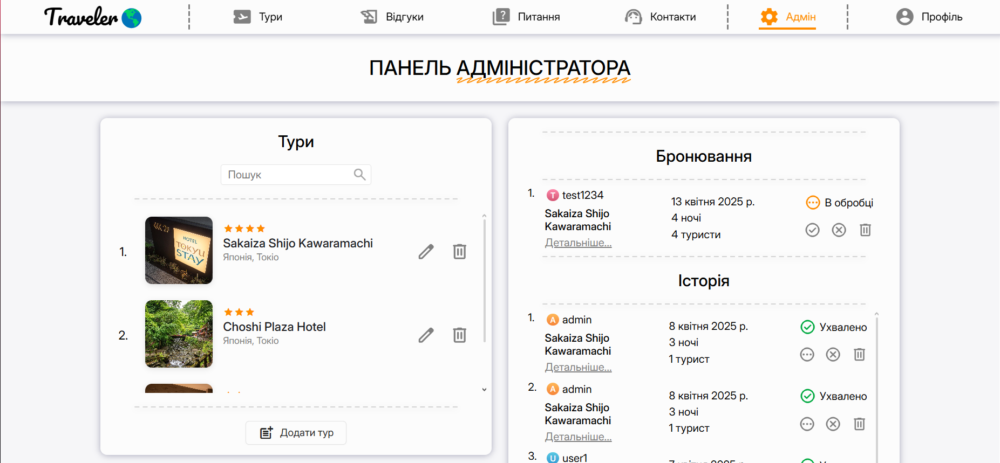 Traveler
Тури
Відгуки
Питання
Контакти
Адмін
Профіль
ПАНЕЛЬ АДМІНІСТРАТОРА
Тури
Пошук
1.
HOTEL
TOKYU
STAY
Sakaiza Shijo Kawaramachi
Японія, Токіо
2.
Choshi Plaza Hotel
Японія, Токіо
Додати тур
Бронювання
1.
T test1234
Sakaiza Shijo
Kawaramachi
Детальніше...
13 квітня 2025 р.
4 ночі
4 туристи
В обробці
Історія
1.
A admin
Sakaiza Shijo
Kawaramachi
Детальніше...
8 квітня 2025 р.
3 ночі
1 турист
Ухвалено
2.
A admin
Sakaiza Shijo
Kawaramachi
Детальніше...
8 квітня 2025 р.
3 ночі
1 турист
Ухвалено
3.
U user1